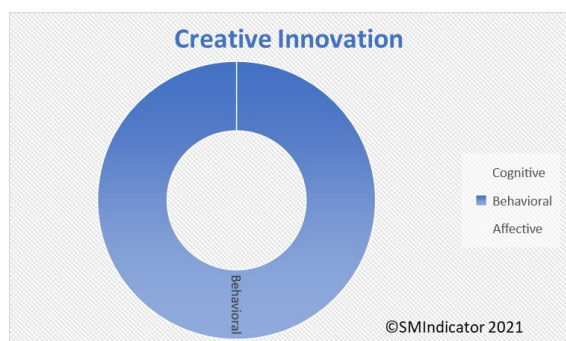 Creative Innovation
Cognitive
Behavioral
Affective
Behavioral
©SMIndicator 2021